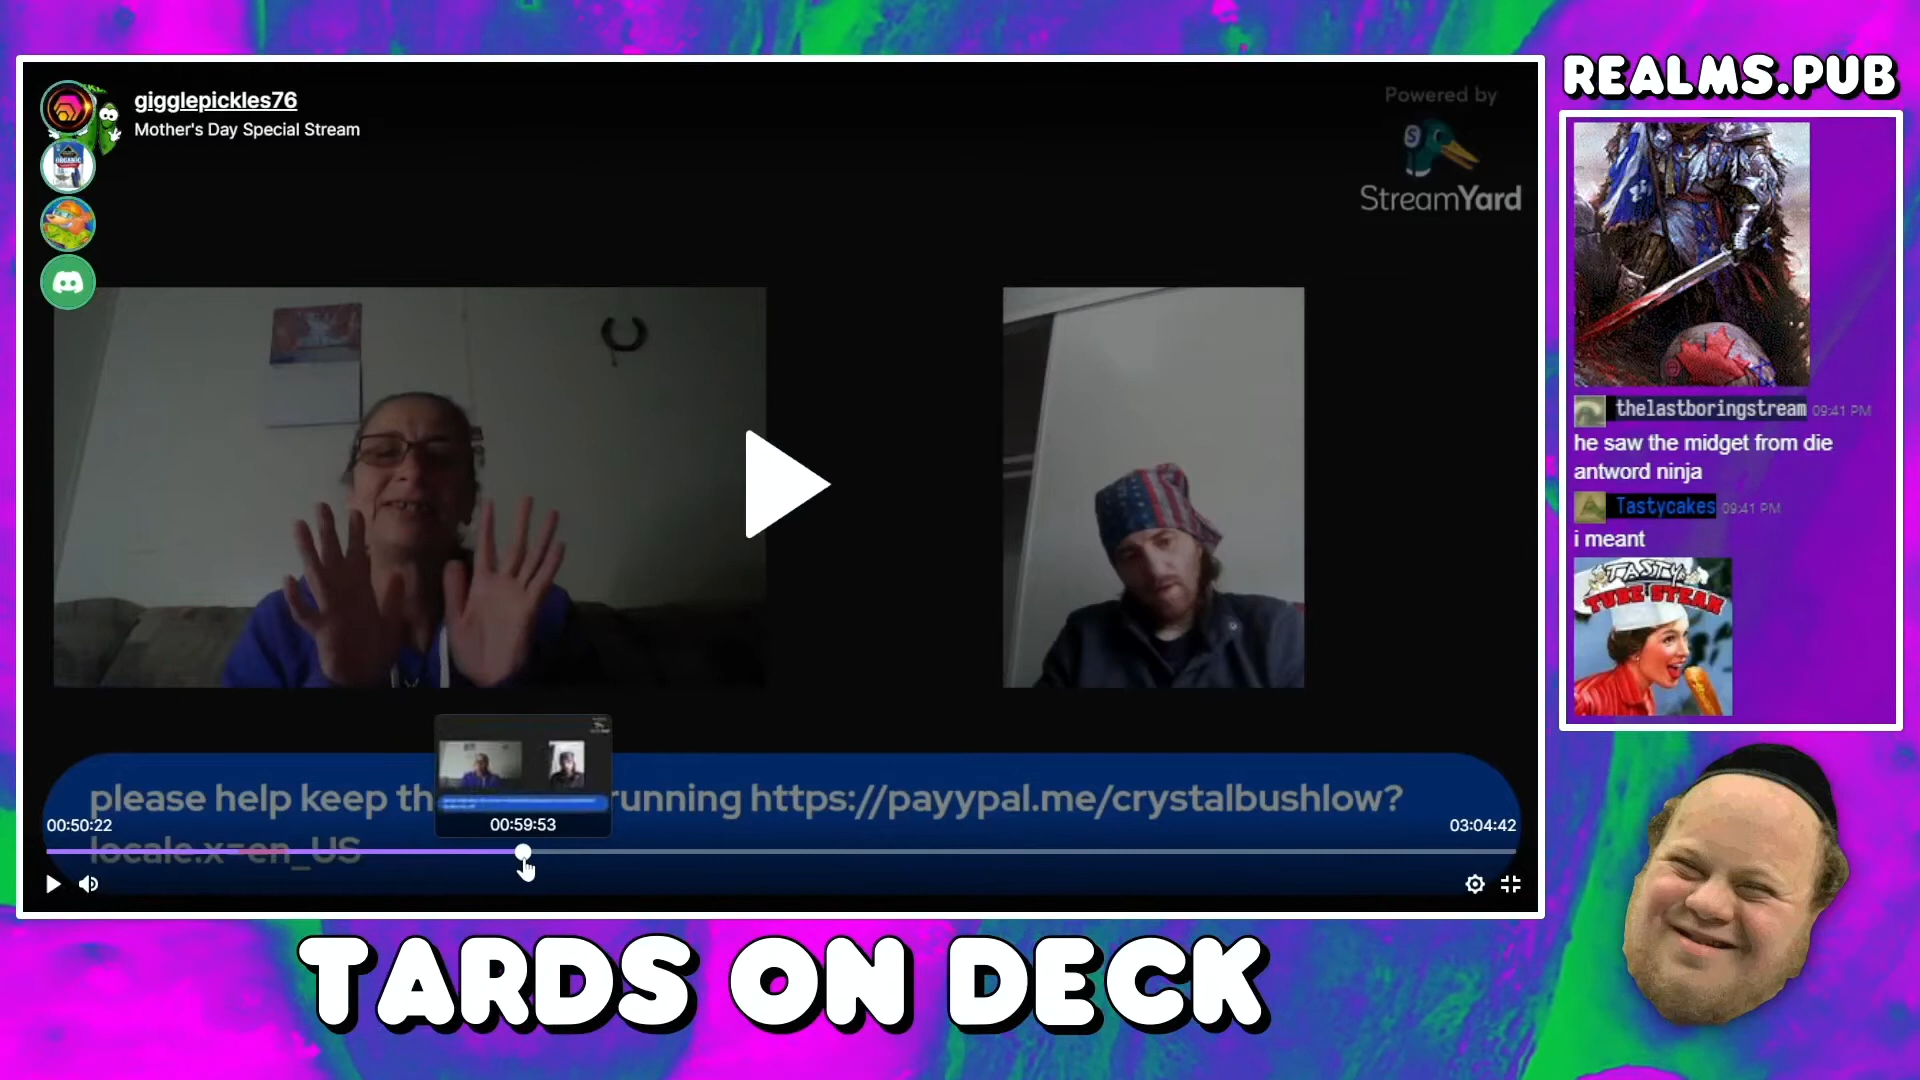 gigglepickles76
Mother's Day Special Stream
ORGANIC
Powered by
S
StreamYard
REALMS.PUB
thelastboringstream 09:41 PM
he saw the midget from die
antword ninja
Tastycakes 09:41 PM
i meant
TASTY
TUBE STEAK
please help keep th
running https://payypal.me/crystalbushlow?
locale.x=en_US
00:59:53
00:50:22
03:04:42
TARDS ON DECK